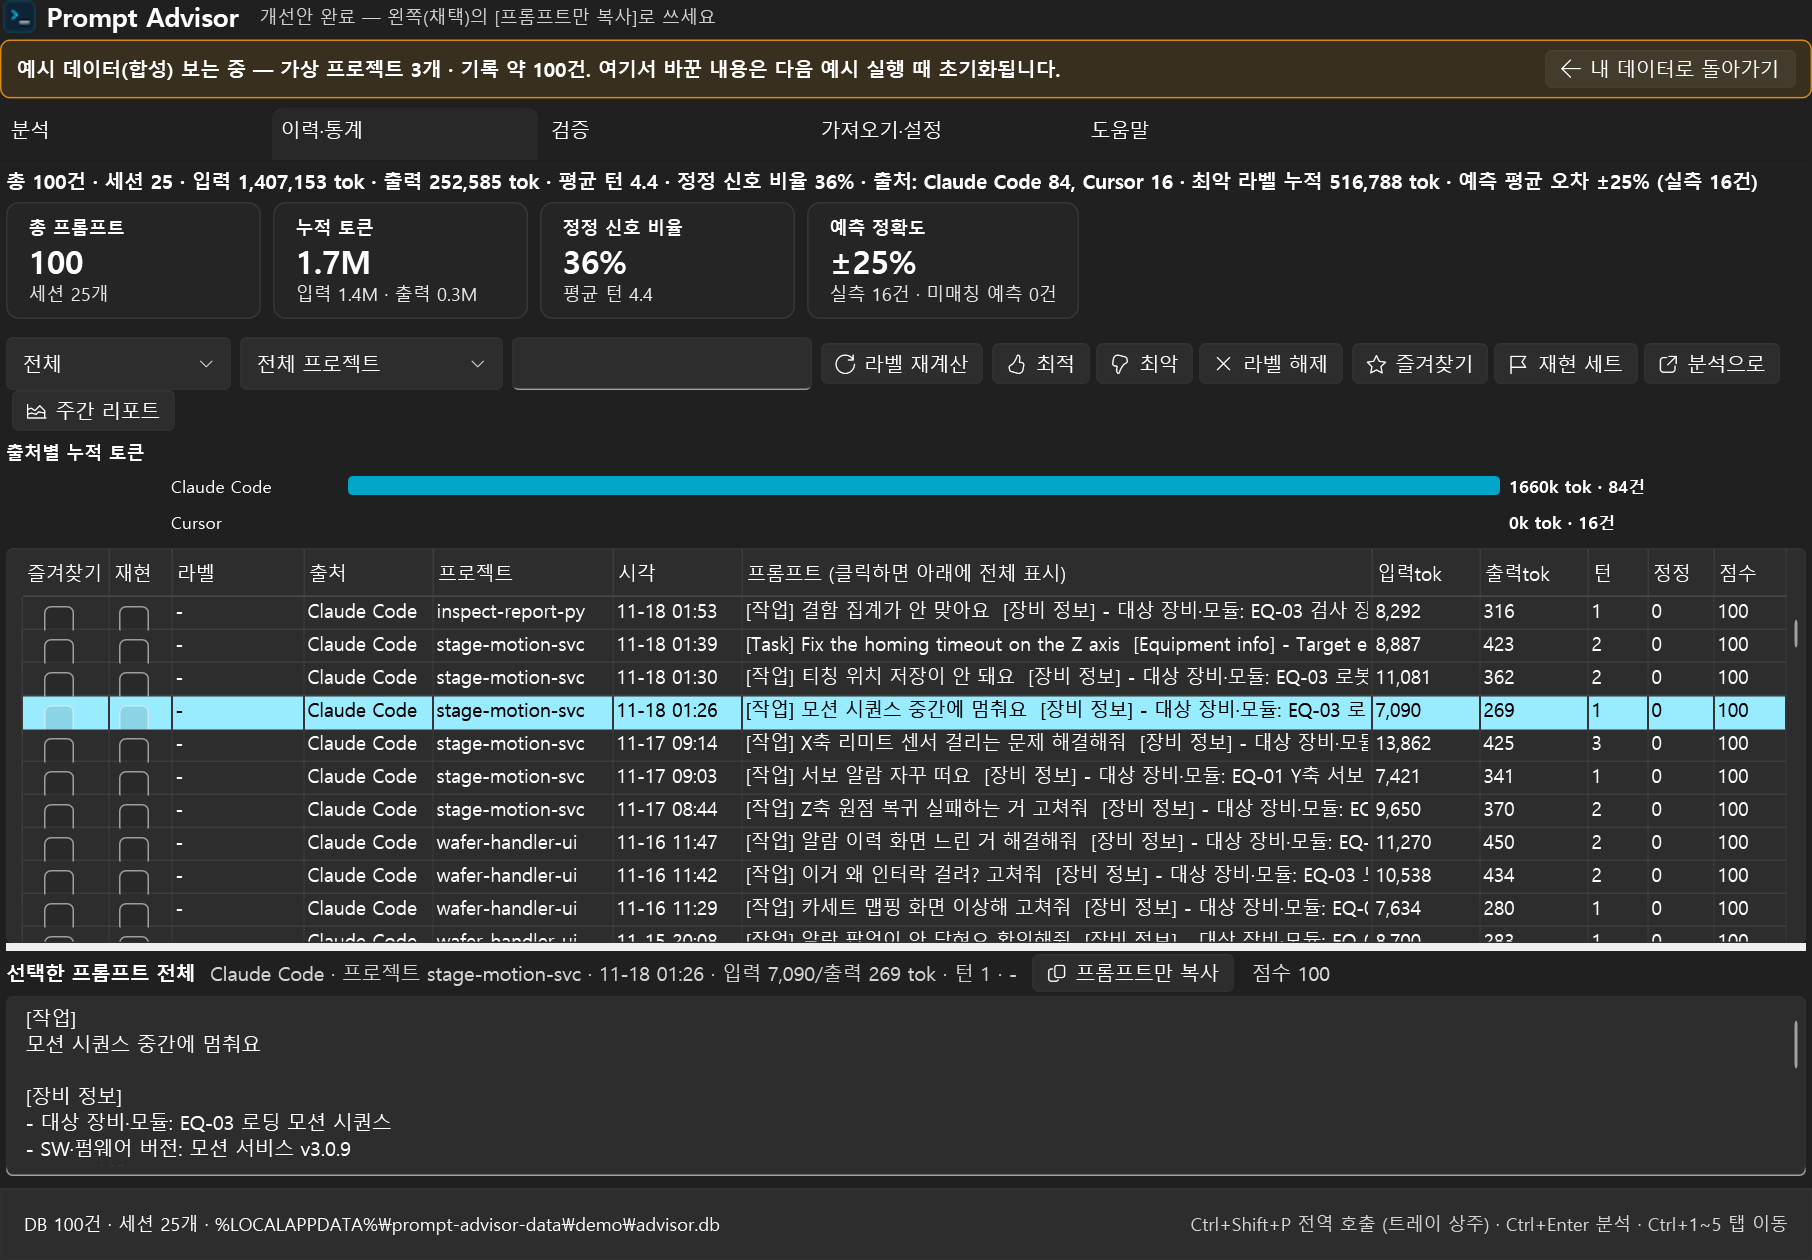 Prompt Advisor 개선안 완료 — 왼쪽(채택)의 [프롬프트만 복사]로 쓰세요
예시 데이터(합성) 보는 중 — 가상 프로젝트 3개 · 기록 약 100건. 여기서 바꾼 내용은 다음 예시 실행 때 초기화됩니다.
← 내 데이터로 돌아가기
분석 이력·통계 검증 가져오기·설정 도움말
총 100건 · 세션 25 · 입력 1,407,153 tok · 출력 252,585 tok · 평균 턴 4.4 · 정정 신호 비율 36% · 출처: Claude Code 84, Cursor 16 · 최악 라벨 누적 516,788 tok · 예측 평균 오차 ±25% (실측 16건)
총 프롬프트 누적 토큰 정정 신호 비율 예측 정확도
100 1.7M 36% ±25%
세션 25개 입력 1.4M · 출력 0.3M 평균 턴 4.4 실측 16건 · 미매칭 예측 0건
전체 전체 프로젝트 라벨 재계산 최적 최악 라벨 해제 즐겨찾기 재현 세트 분석으로
주간 리포트
출처별 누적 토큰
Claude Code 1660k tok · 84건
Cursor 0k tok · 16건
즐겨찾기 재현 라벨 출처 프로젝트 시각 프롬프트 (클릭하면 아래에 전체 표시) 입력tok 출력tok 턴 정정 점수
- Claude Code inspect-report-py 11-18 01:53 [작업] 결함 집계가 안 맞아요 [장비 정보] - 대상 장비·모듈: EQ-03 검사 8,292 316 1 0 100
- Claude Code stage-motion-svc 11-18 01:39 [Task] Fix the homing timeout on the Z axis [Equipment info] - Target e 8,887 423 2 0 100
- Claude Code stage-motion-svc 11-18 01:30 [작업] 티칭 위치 저장이 안 돼요 [장비 정보] - 대상 장비·모듈: EQ-03 로봇 11,081 362 2 0 100
- Claude Code stage-motion-svc 11-18 01:26 [작업] 모션 시퀀스 중간에 멈춰요 [장비 정보] - 대상 장비·모듈: EQ-03 로 7,090 269 1 0 100
- Claude Code stage-motion-svc 11-17 09:14 [작업] X축 리미트 센서 걸리는 문제 해결해줘 [장비 정보] - 대상 장비·모듈 13,862 425 3 0 100
- Claude Code stage-motion-svc 11-17 09:03 [작업] 서보 알람 자꾸 떠요 [장비 정보] - 대상 장비·모듈: EQ-01 Y축 서보 7,421 341 1 0 100
- Claude Code stage-motion-svc 11-17 08:44 [작업] Z축 원점 복귀 실패하는 거 고쳐줘 [장비 정보] - 대상 장비·모듈: EQ 9,650 370 2 0 100
- Claude Code wafer-handler-ui 11-16 11:47 [작업] 알람 이력 화면 느린 거 해결해줘 [장비 정보] - 대상 장비·모듈: EQ- 11,270 450 2 0 100
- Claude Code wafer-handler-ui 11-16 11:42 [작업] 이거 왜 인터락 걸려? 고쳐줘 [장비 정보] - 대상 장비·모듈: EQ-03 10,538 434 2 0 100
- Claude Code wafer-handler-ui 11-16 11:29 [작업] 카세트 맵핑 화면 이상해 고쳐줘 [장비 정보] - 대상 장비·모듈: EQ-0 7,634 280 1 0 100
- Claude Code wafer-handler-ui 11-15 20:08 [작업] 알람 팝업이 안 닫혀요 확인해줘 [장비 정보] - 대상 장비·모듈: 8,700 283 1 0 100
선택한 프롬프트 전체 Claude Code · 프로젝트 stage-motion-svc · 11-18 01:26 · 입력 7,090/출력 269 tok · 턴 1 · - 프롬프트만 복사 점수 100
[작업]
모션 시퀀스 중간에 멈춰요
[장비 정보]
- 대상 장비·모듈: EQ-03 로딩 모션 시퀀스
- SW·펌웨어 버전: 모션 서비스 v3.0.9
DB 100건 · 세션 25개 · %LOCALAPPDATA%₩prompt-advisor-data₩demo₩advisor.db
Ctrl+Shift+P 전역 호출 (트레이 상주) · Ctrl+Enter 분석 · Ctrl+1~5 탭 이동